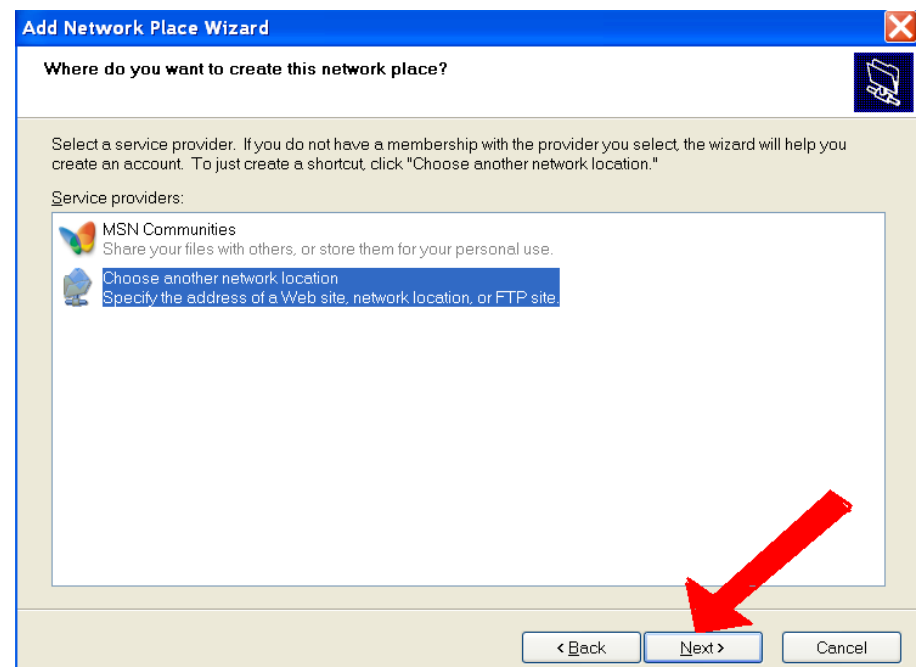 Add Network Place Wizard
Where do you want to create this network place?
Select a service provider. If you do not have a membership with the provider you select, the wizard will help you
create an account. To just create a shortcut, click "Choose another network location."
Service providers:
MSN Communities
Share your files with others, or store them for your personal use.
Choose another network location
Specify the address of a Web site, network location, or FTP site.
< Back Next > Cancel